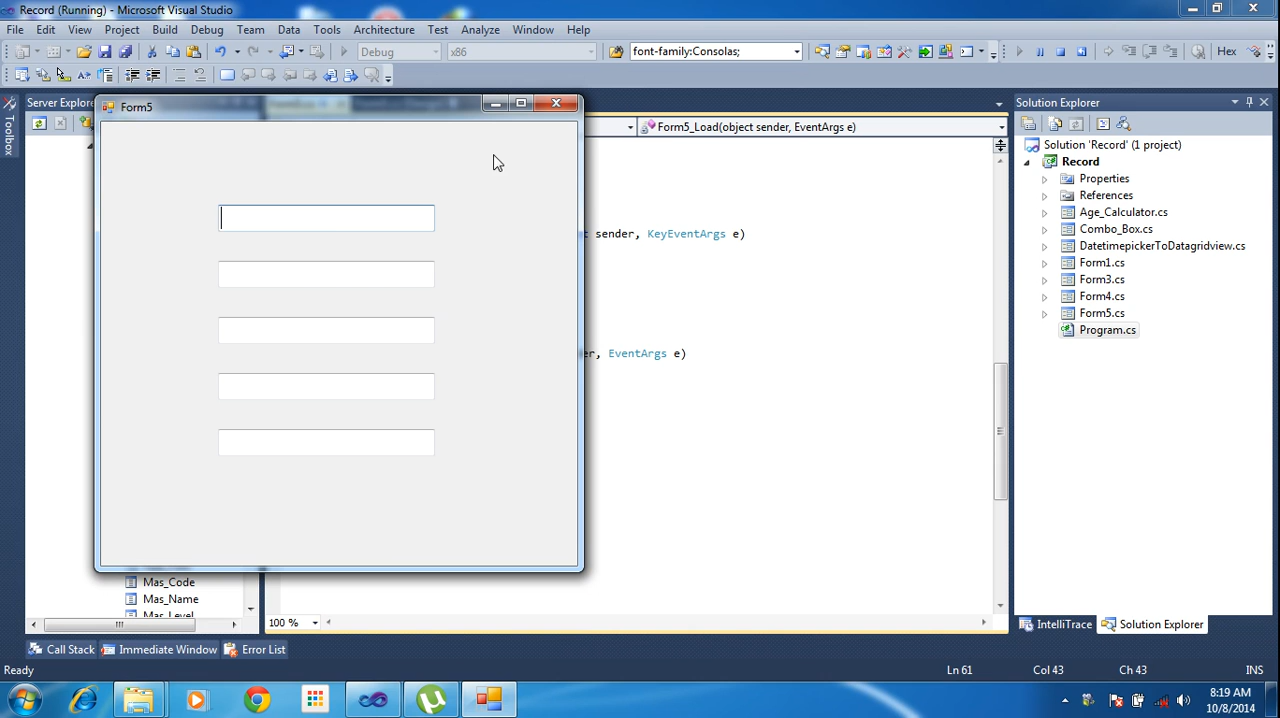 Record (Running) - Microsoft Visual Studio
File Edit View Project Build Debug Team Data Tools Architecture Test Analyze Window Help
Debug x86 font-family:Consolas; Hex
Server Explo
Form5
Solution Explorer
Toolbox
Form5_Load(object sender, EventArgs e)
Solution 'Record' (1 project)
Record
Properties
References
Age_Calculator.cs
Combo_Box.cs
DatetimepickerToDatagridview.cs
Form1.cs
Form3.cs
Form4.cs
Form5.cs
Program.cs
sender, KeyEventArgs e)
er, EventArgs e)
Mas_Code
Mas_Name
Mas_Level
100 %
IntelliTrace Solution Explorer
Call Stack Immediate Window Error List
Ready Ln 61 Col 43 Ch 43 INS
8:19 AM
10/8/2014